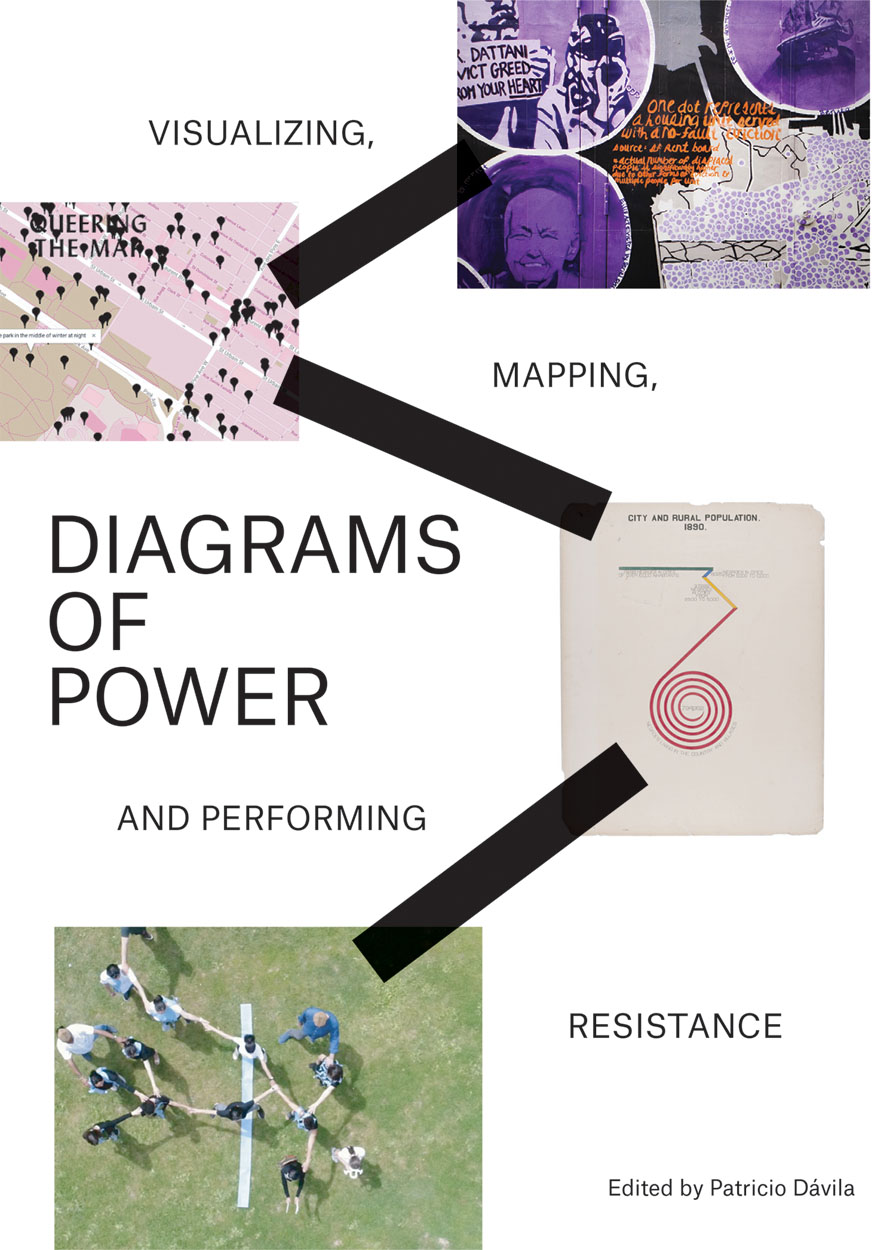 VISUALIZING,
R. DATTANI
VICT GREED
ROM YOUR HEART
One dot represents
a housing unit served
with a no-fault eviction
source: SF Rent board
actual number of displaced
people is significantly higher
due to other forms of eviction &
multiple people per unit
QUEERING
THE MAP
park in the middle of winter at night
St Urbain St
MAPPING,
CITY AND RURAL POPULATION.
1890.
DIAGRAMS
OF
POWER
AND PERFORMING
RESISTANCE
Edited by Patricio Dávila